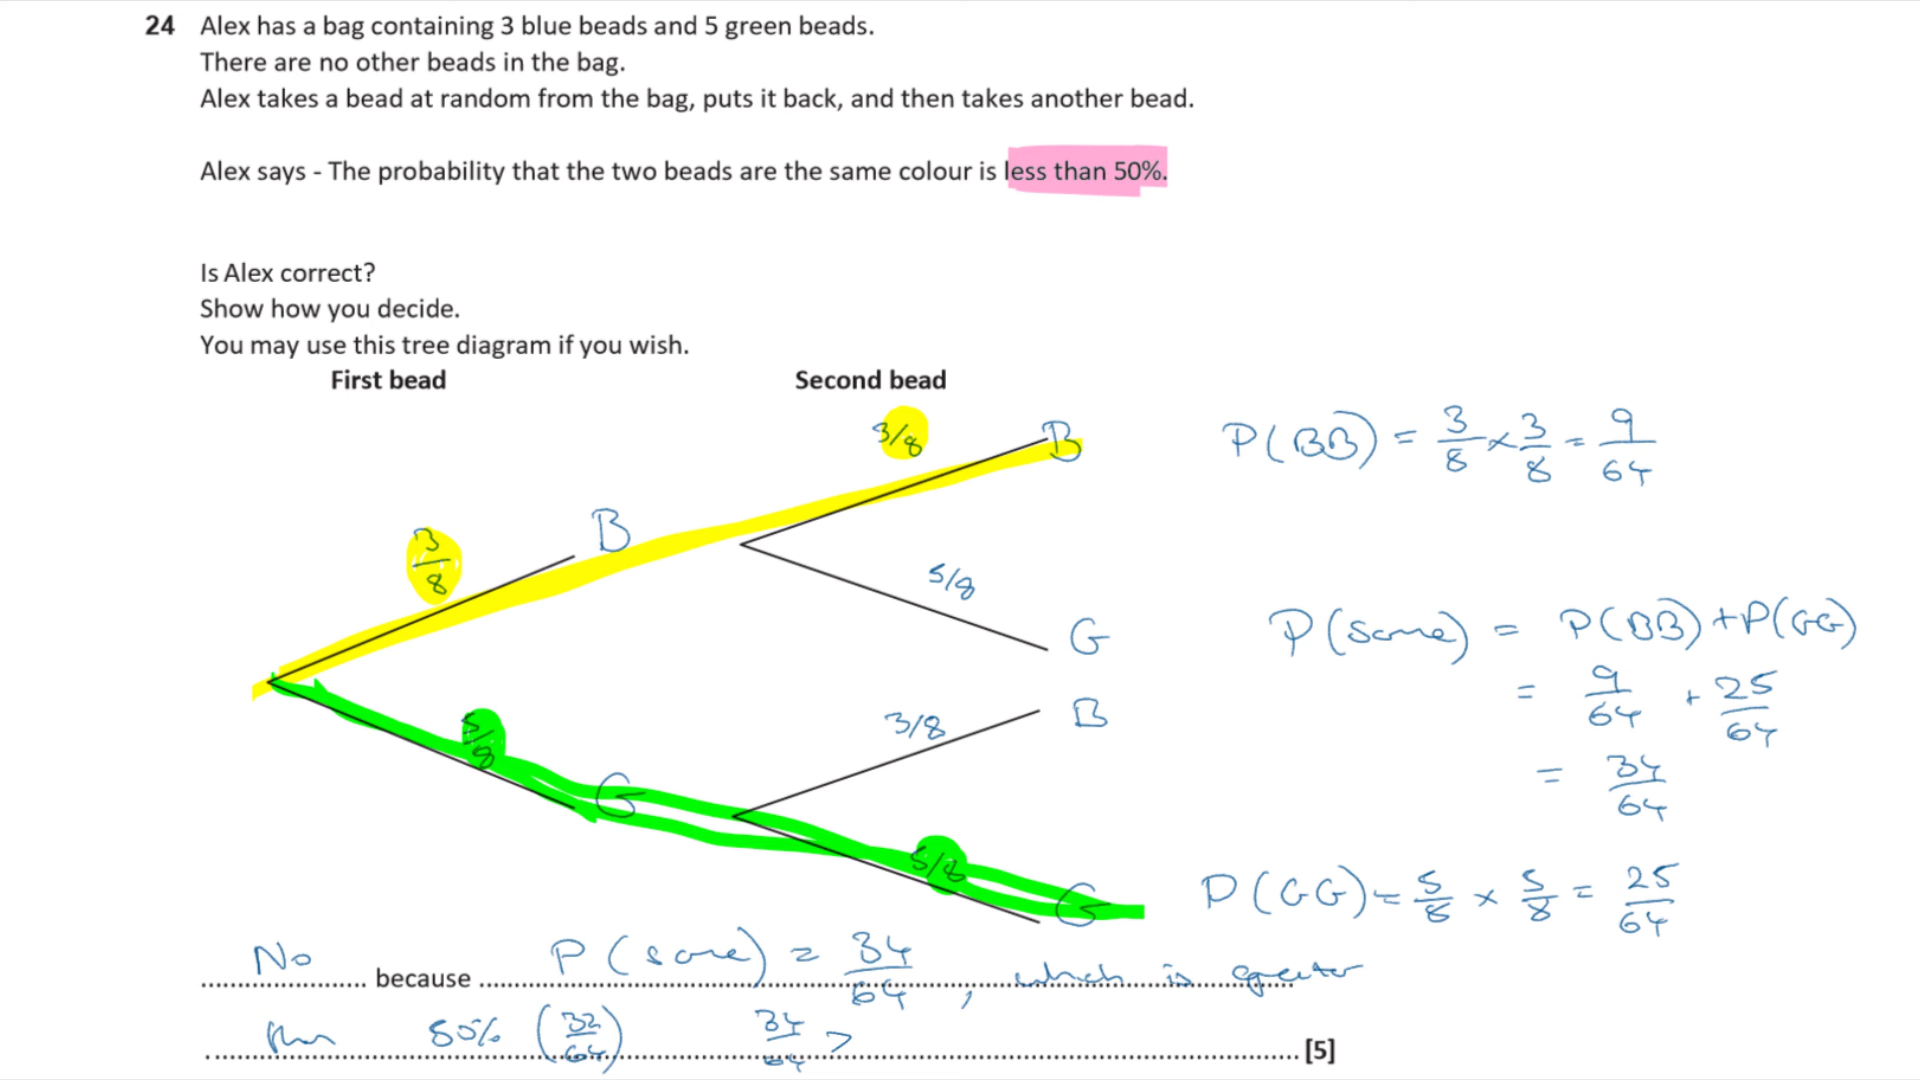 24 Alex has a bag containing 3 blue beads and 5 green beads.
There are no other beads in the bag.
Alex takes a bead at random from the bag, puts it back, and then takes another bead.
Alex says - The probability that the two beads are the same colour is less than 50%.
Is Alex correct?
Show how you decide.
You may use this tree diagram if you wish.
First bead Second bead
3/8 B
P(BB) = 3/8 × 3/8 = 9/64
3/8 B
5/8
G
P(same) = P(BB) + P(GG)
= 9/64 + 25/64
= 34/64
3/8 B
5/8 G
5/8 G
P(GG) = 5/8 × 5/8 = 25/64
No because P(same) = 34/64, which is greater
than 50% (32/64) 34/64 > [5]